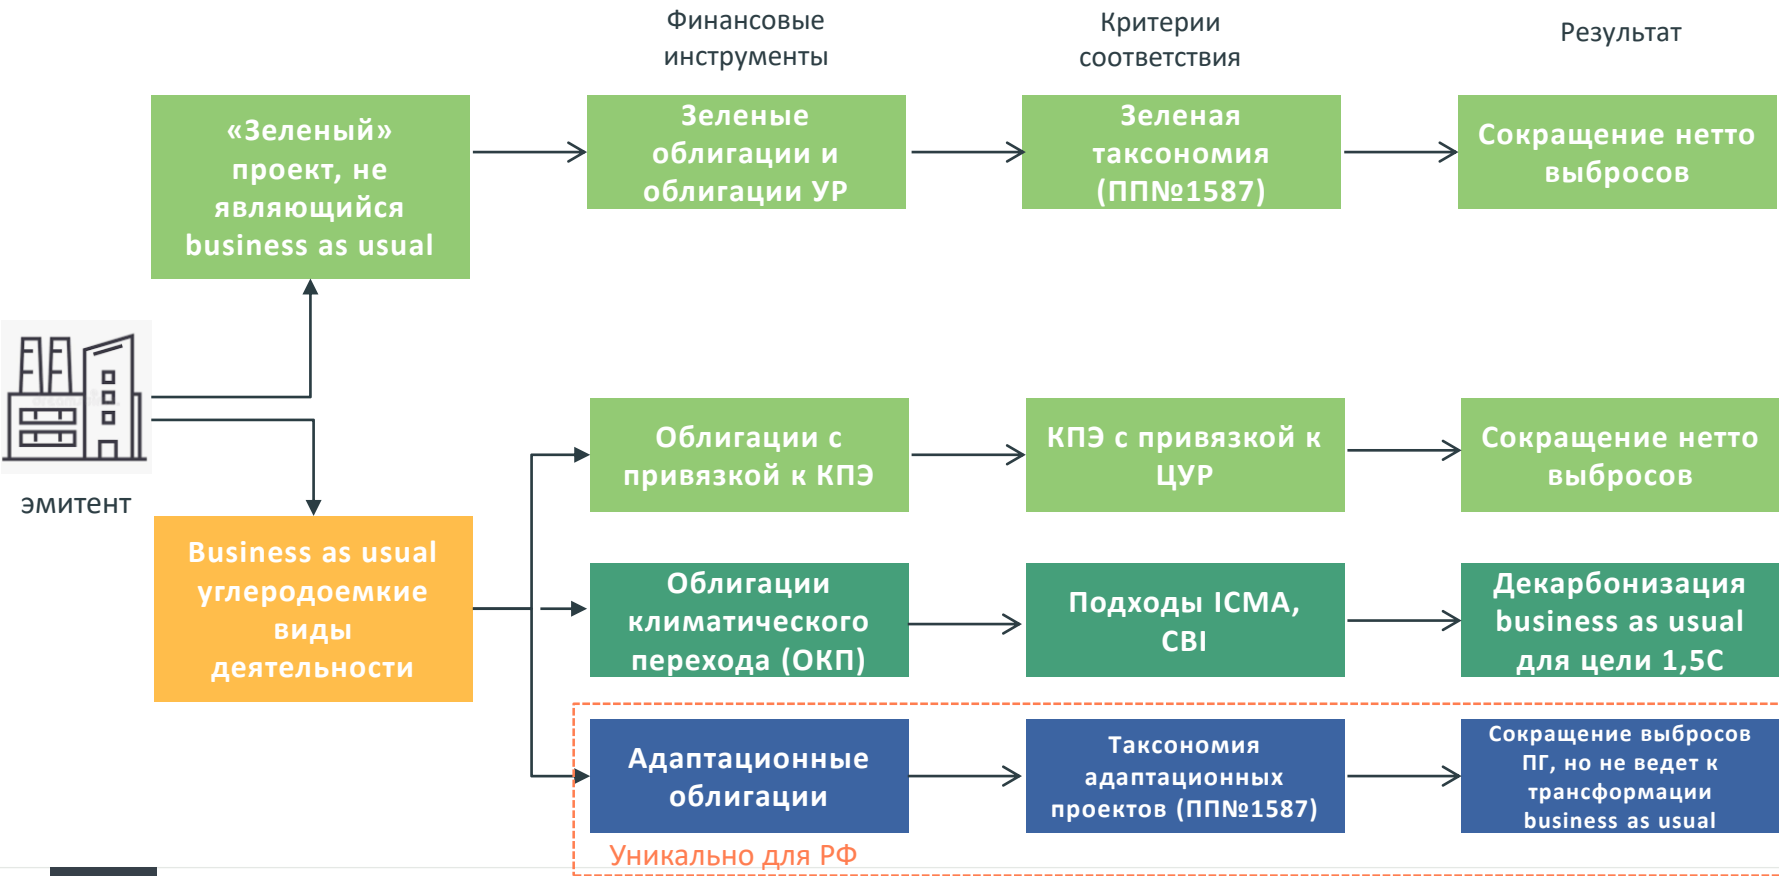 Финансовые
инструменты
Критерии
соответствия
Результат
«Зеленый»
проект, не
являющийся
business as usual
Зеленые
облигации и
облигации УР
Зеленая
таксономия
(ПП№1587)
Сокращение нетто
выбросов
эмитент
Облигации с
привязкой к КПЭ
КПЭ с привязкой к
ЦУР
Сокращение нетто
выбросов
Business as usual
углеродоемкие
виды
деятельности
Облигации
климатического
перехода (ОКП)
Подходы ICMA,
CBI
Декарбонизация
business as usual
для цели 1,5С
Адаптационные
облигации
Таксономия
адаптационных
проектов (ПП№1587)
Сокращение выбросов
ПГ, но не ведет к
трансформации
business as usual
Уникально для РФ